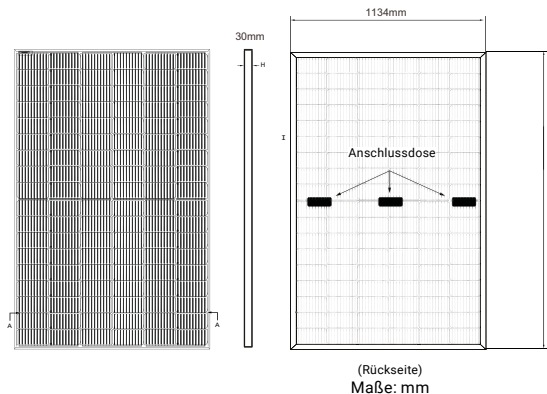 1134mm
30mm
H
I
Anschlussdose
A
A
(Rückseite)
Maße: mm